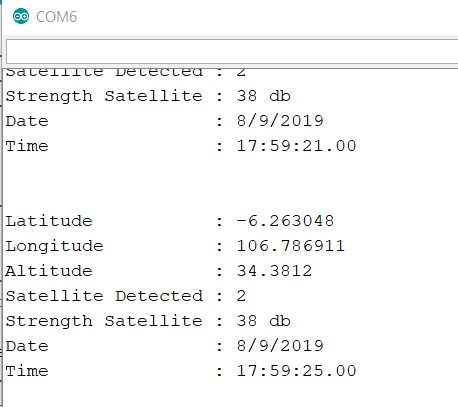 COM6
Satellite Detected : 2
Strength Satellite : 38 db
Date : 8/9/2019
Time : 17:59:21.00
Latitude : -6.263048
Longitude : 106.786911
Altitude : 34.3812
Satellite Detected : 2
Strength Satellite : 38 db
Date : 8/9/2019
Time : 17:59:25.00